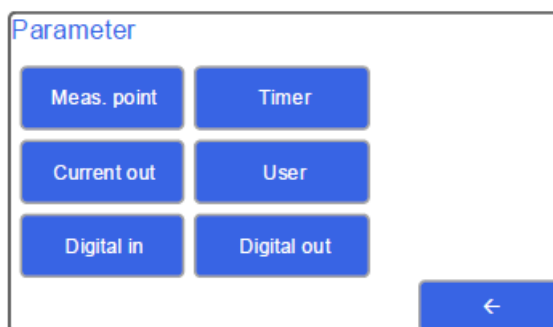 Parameter
Meas. point
Timer
Current out
User
Digital in
Digital out
←